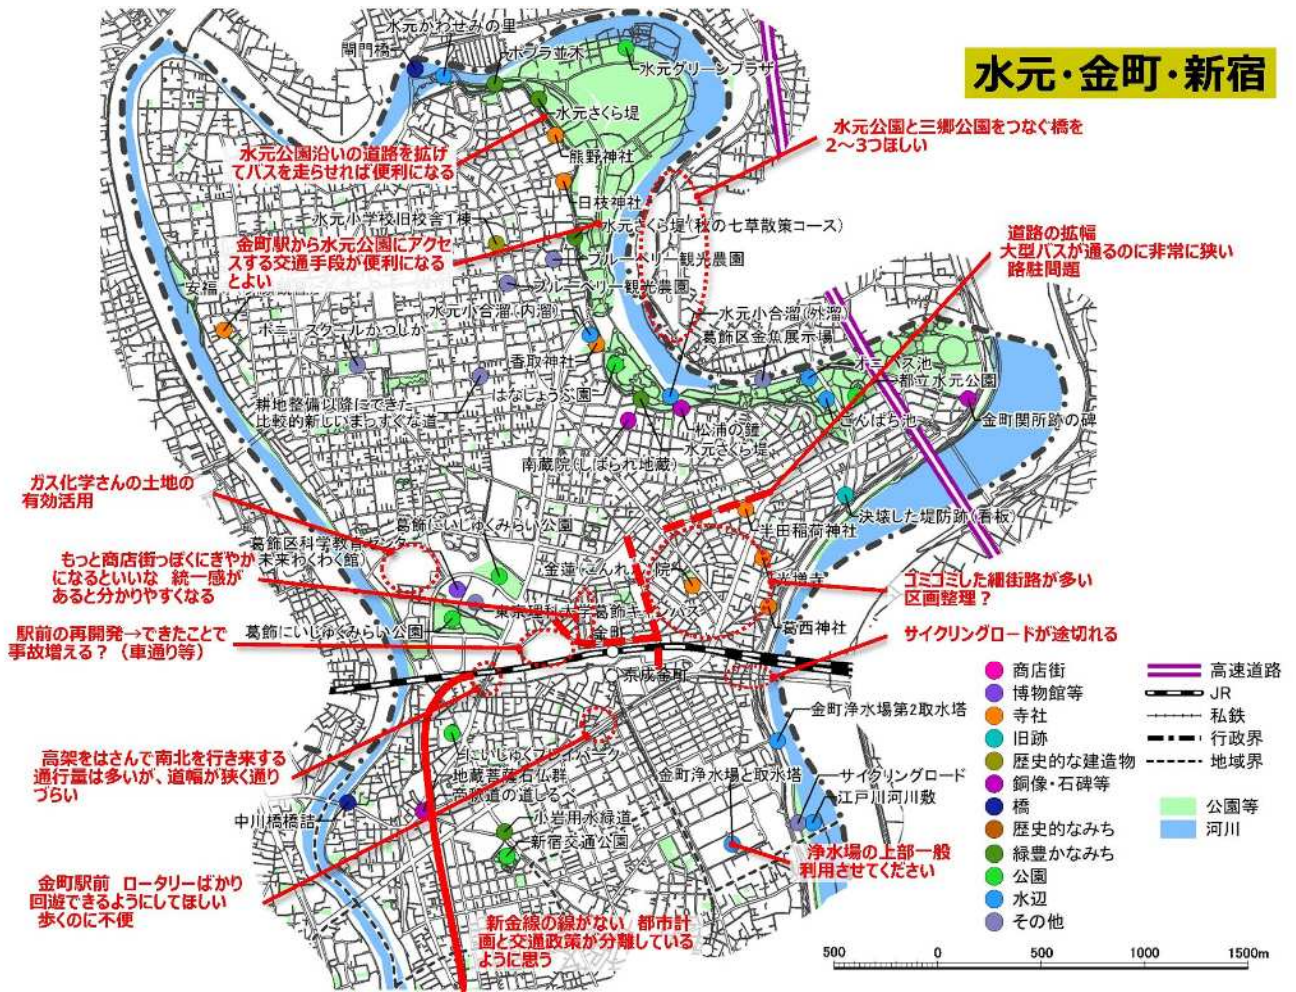 水元・金町・新宿
水元かわせみの里
閘門橋
ポプラ並木
水元グリーンプラザ
水元さくら堤
水元公園沿いの道路を拡げ
てバスを走らせれば便利になる
熊野神社
水元公園と三郷公園をつなぐ橋を
2～3つほしい
日枝神社
水元小学校旧校舎1棟
水元さくら堤(秋の七草散策コース)
金町駅から水元公園にアクセ
スする交通手段が便利になる
とよい
ブルーベリー観光農園
ブルーベリー観光農園
道路の拡幅
大型バスが通るのに非常に狭い
路駐問題
安福
水元小合溜(内溜)
水元小合溜(外溜)
葛飾区金魚展示場
ポニースクールかつしか
香取神社
オニバス池
都立水元公園
はなしょうぶ園
耕地整備以降にできた
比較的新しいまっすぐな道
松浦の鐘
水元さくら堤
ごんぱち池
金町関所跡の碑
南蔵院(しばられ地蔵)
ガス化学さんの土地の
有効活用
葛飾にいじゅくみらい公園
半田稲荷神社
決壊した堤防跡(看板)
葛飾区科学教育センター
(未来わくわく館)
もっと商店街っぽくにぎやか
になるといいな　統一感が
あると分かりやすくなる
金蓮
院
光増寺
ゴミゴミした細街路が多い
区画整理？
東京理科大学葛飾キャンパス
葛飾にいじゅくみらい公園
葛西神社
駅前の再開発→できたことで
事故増える？（車通り等）
金町
サイクリングロードが途切れる
京成金町
金町浄水場第2取水塔
高架をはさんで南北を行き来する
通行量は多いが、道幅が狭く通り
づらい
にいじゅくプレイパーク
地蔵菩薩石仏群
帝釈道の道しるべ
金町浄水場と取水塔
サイクリングロード
江戸川河川敷
中川橋橋詰
小岩用水緑道
新宿交通公園
浄水場の上部一般
利用させてください
金町駅前　ロータリーばかり
回遊できるようにしてほしい
歩くのに不便
新金線の線がない　都市計
画と交通政策が分離している
ように思う
商店街
博物館等
寺社
旧跡
歴史的な建造物
銅像・石碑等
橋
歴史的なみち
緑豊かなみち
公園
水辺
その他
高速道路
JR
私鉄
行政界
地域界
公園等
河川
500 0 500 1000 1500m